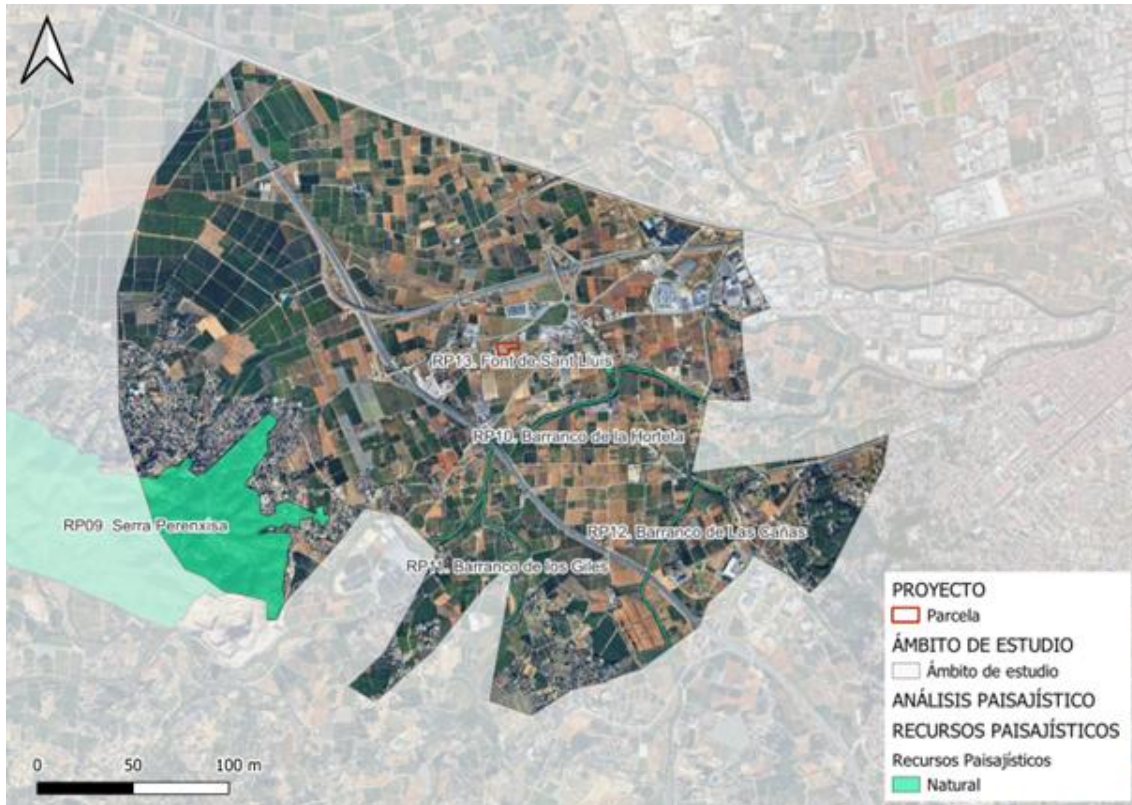 RP13. Font de Sant Lluís
RP10. Barranco de la Horteta
RP09. Serra Perenxisa
RP12. Barranco de Las Cañas
RP11. Barranco de los Giles
PROYECTO
Parcela
ÁMBITO DE ESTUDIO
Ámbito de estudio
ANÁLISIS PAISAJÍSTICO
RECURSOS PAISAJÍSTICOS
Recursos Paisajísticos
Natural
0 50 100 m